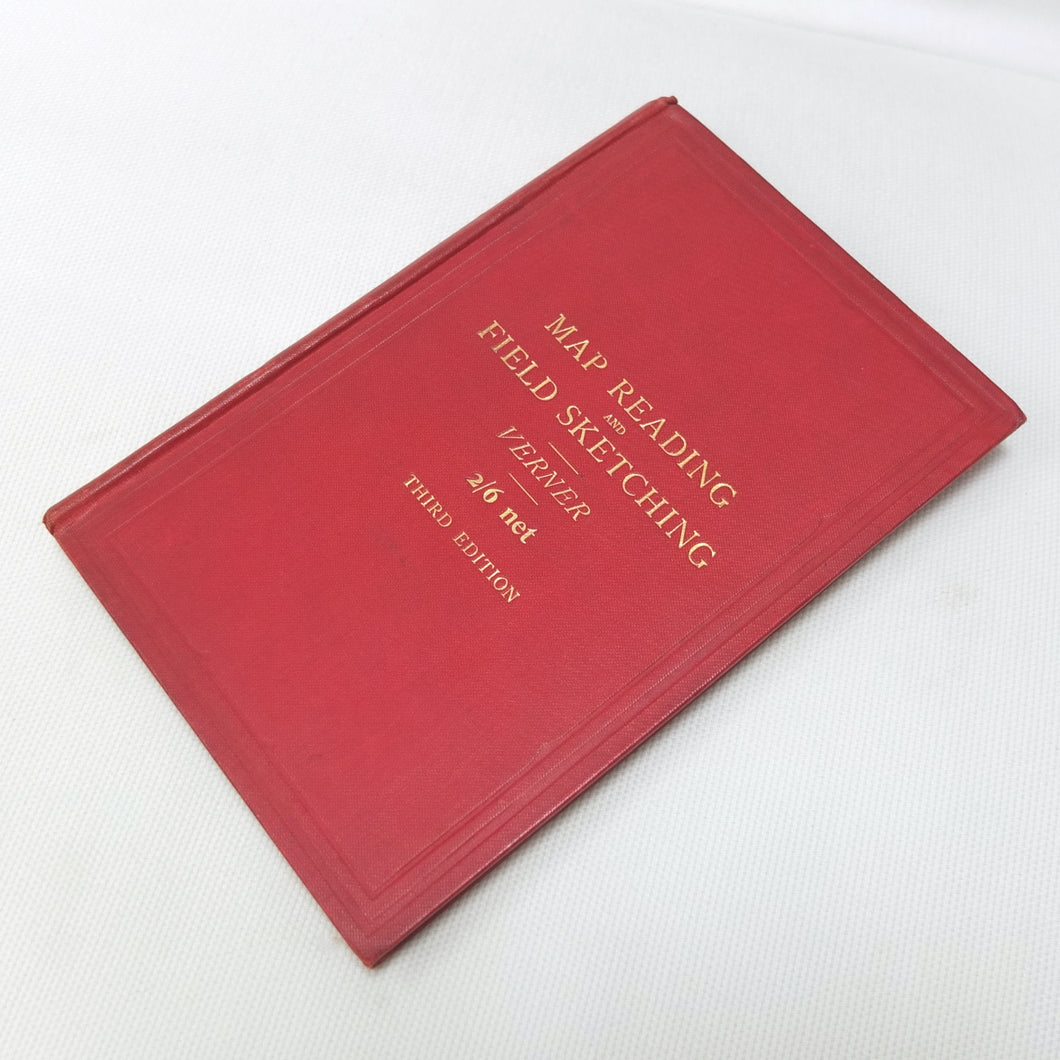 MAP READING
AND
FIELD SKETCHING
VERNER
2/6 net
THIRD EDITION